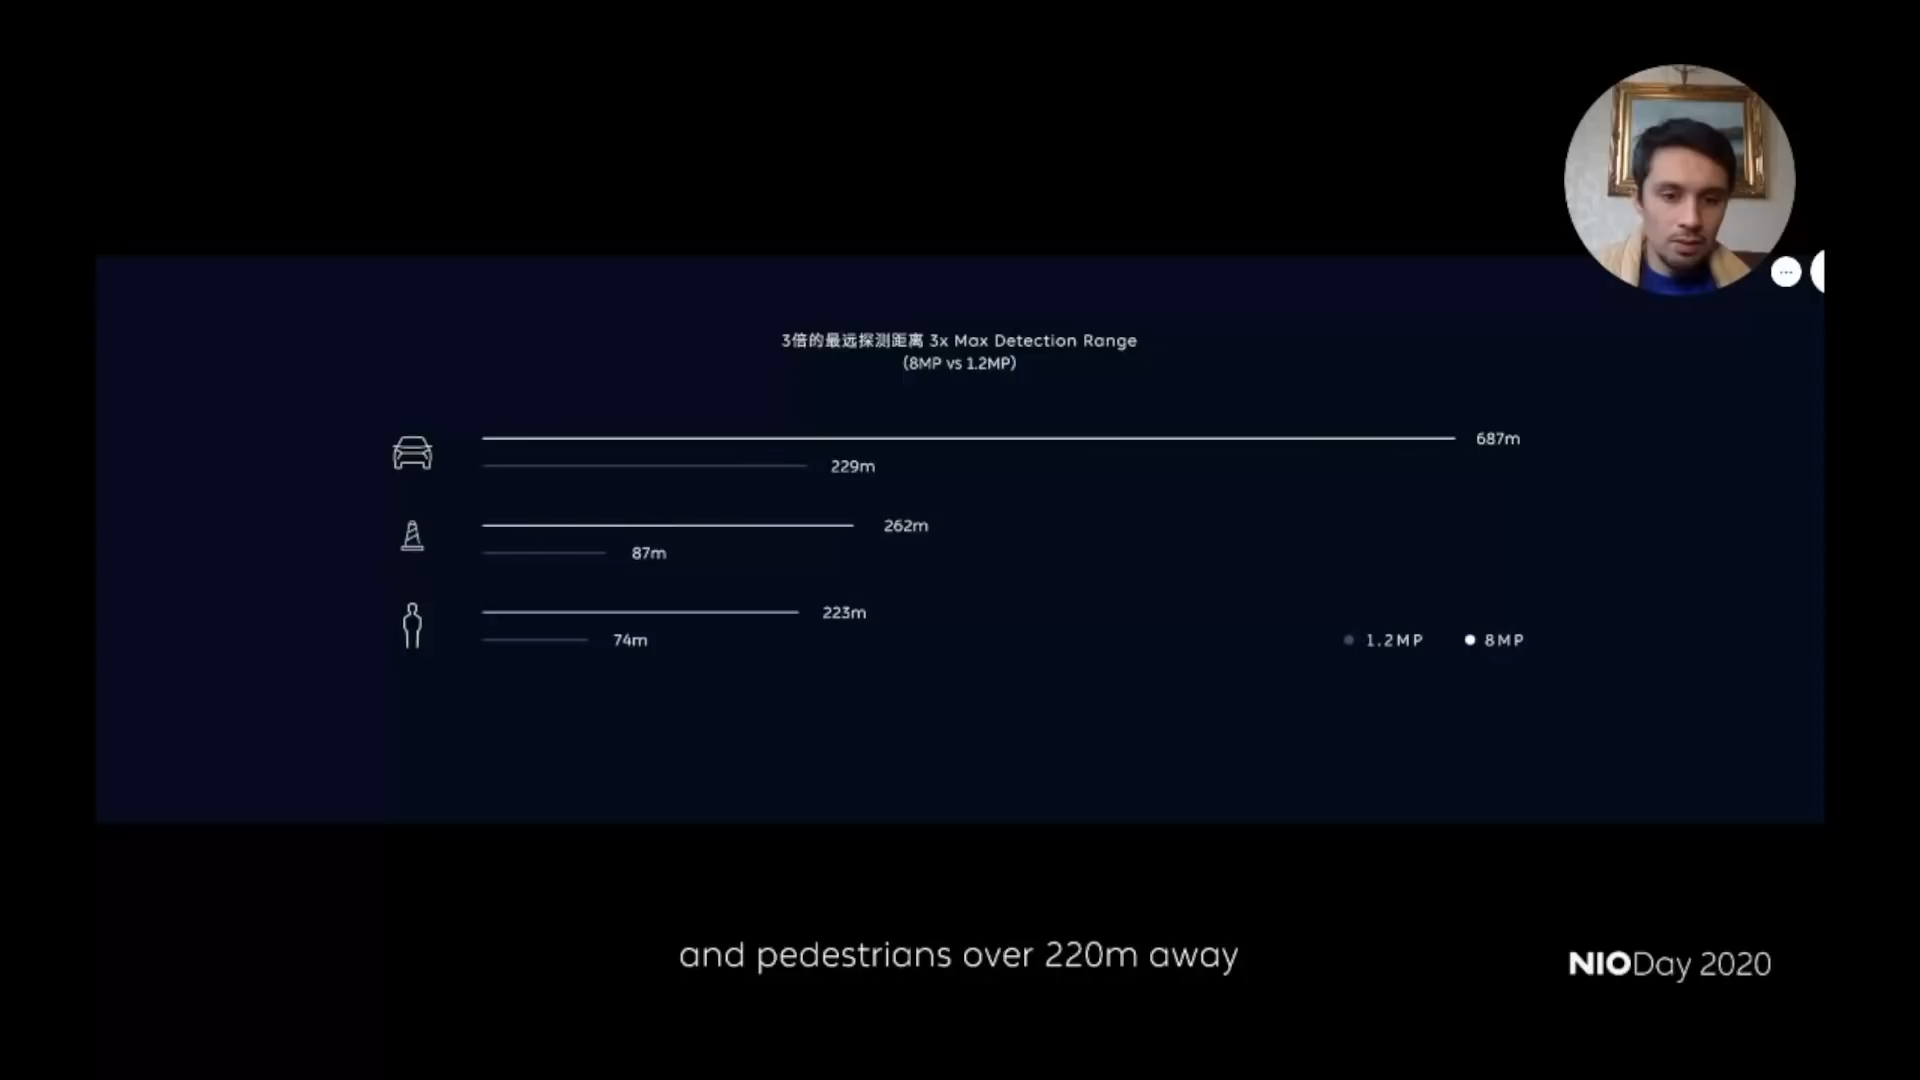 3倍的最远探测距离 3x Max Detection Range
(8MP vs 1.2MP)
687m
229m
262m
87m
223m
74m
1.2MP 8MP
and pedestrians over 220m away
NIODay 2020